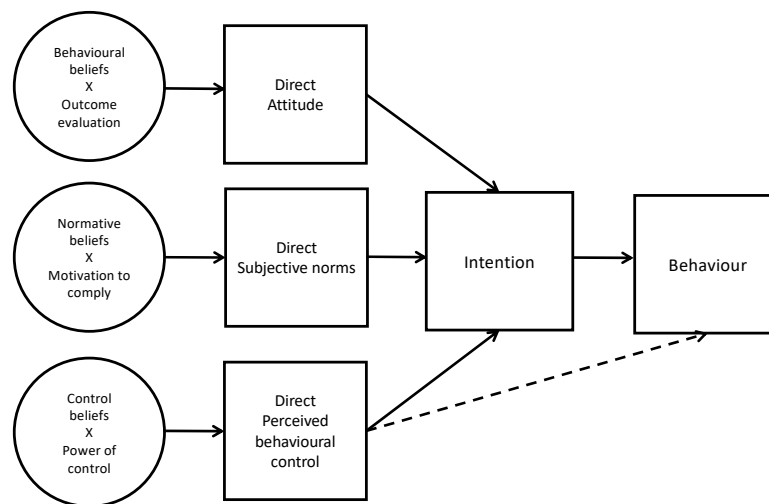 Behavioural
beliefs
X
Outcome
evaluation
Direct
Attitude
Normative
beliefs
X
Motivation to
comply
Direct
Subjective norms
Intention
Behaviour
Control
beliefs
X
Power of
control
Direct
Perceived
behavioural
control